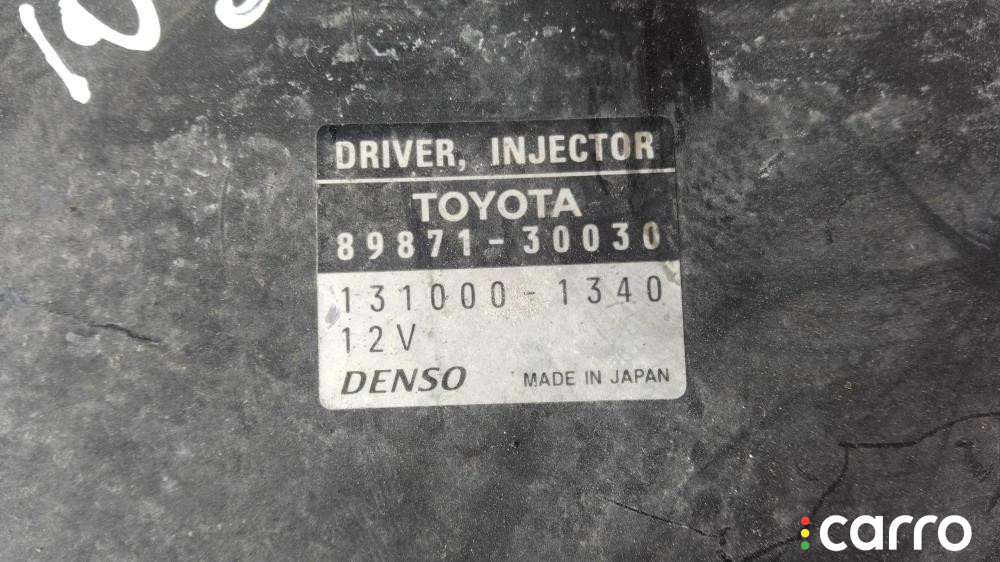 DRIVER, INJECTOR
TOYOTA
89871-30030
131000-1340
12V
DENSO MADE IN JAPAN
carro